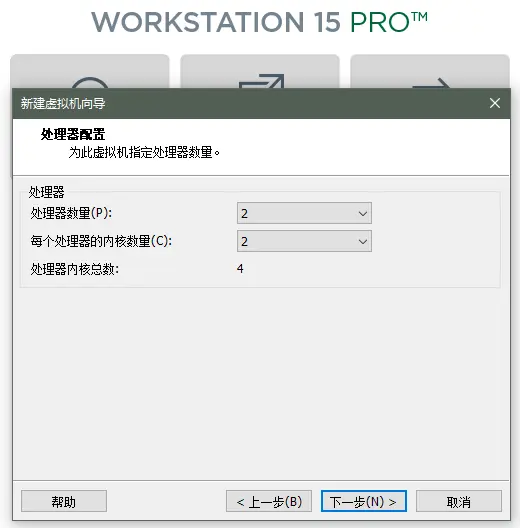 WORKSTATION 15 PRO™
新建虚拟机向导
处理器配置
为此虚拟机指定处理器数量。
处理器
处理器数量(P): 2
每个处理器的内核数量(C): 2
处理器内核总数: 4
帮助 < 上一步(B) 下一步(N) > 取消